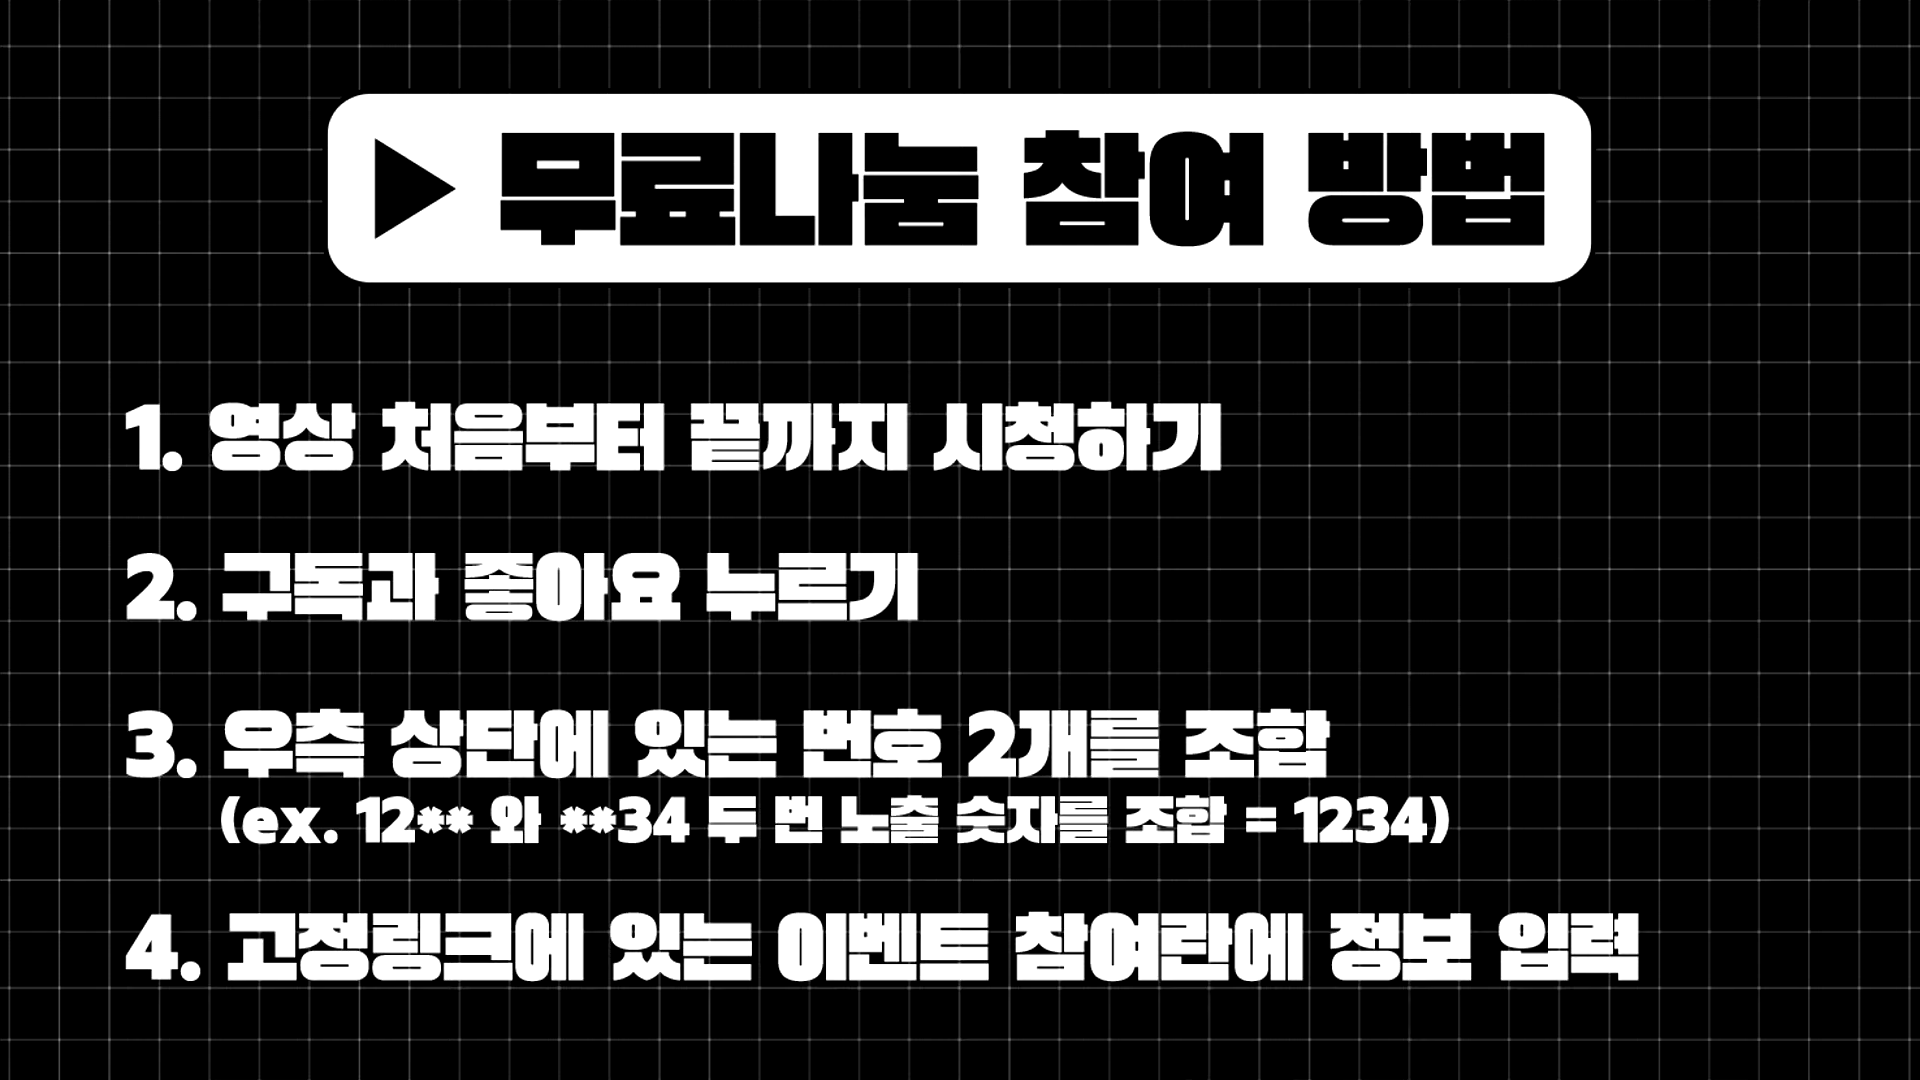 ▶ 무료나눔 참여 방법
1. 영상 처음부터 끝까지 시청하기
2. 구독과 좋아요 누르기
3. 우측 상단에 있는 번호 2개를 조합
(ex. 12** 와 **34 두 번 노출 숫자를 조합 = 1234)
4. 고정링크에 있는 이벤트 참여란에 정보 입력